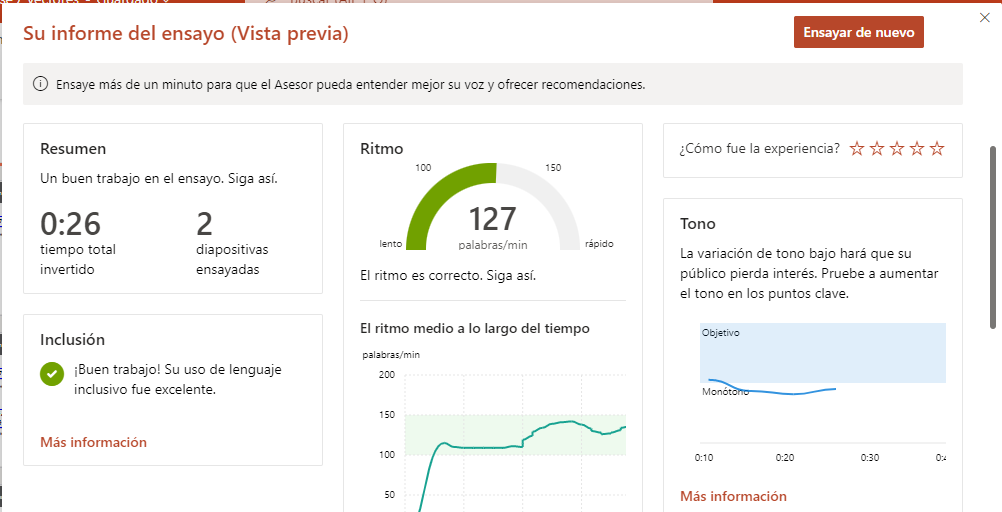 Su informe del ensayo (Vista previa)
Ensayar de nuevo
Ensaye más de un minuto para que el Asesor pueda entender mejor su voz y ofrecer recomendaciones.
Resumen
Un buen trabajo en el ensayo. Siga así.
0:26
tiempo total
invertido
2
diapositivas
ensayadas
Inclusión
¡Buen trabajo! Su uso de lenguaje
inclusivo fue excelente.
Más información
Ritmo
100
150
lento
127
palabras/min
rápido
El ritmo es correcto. Siga así.
El ritmo medio a lo largo del tiempo
palabras/min
200
150
100
50
¿Cómo fue la experiencia?
Tono
La variación de tono bajo hará que su
público pierda interés. Pruebe a aumentar
el tono en los puntos clave.
Objetivo
Monótono
0:10
0:20
0:30
Más información